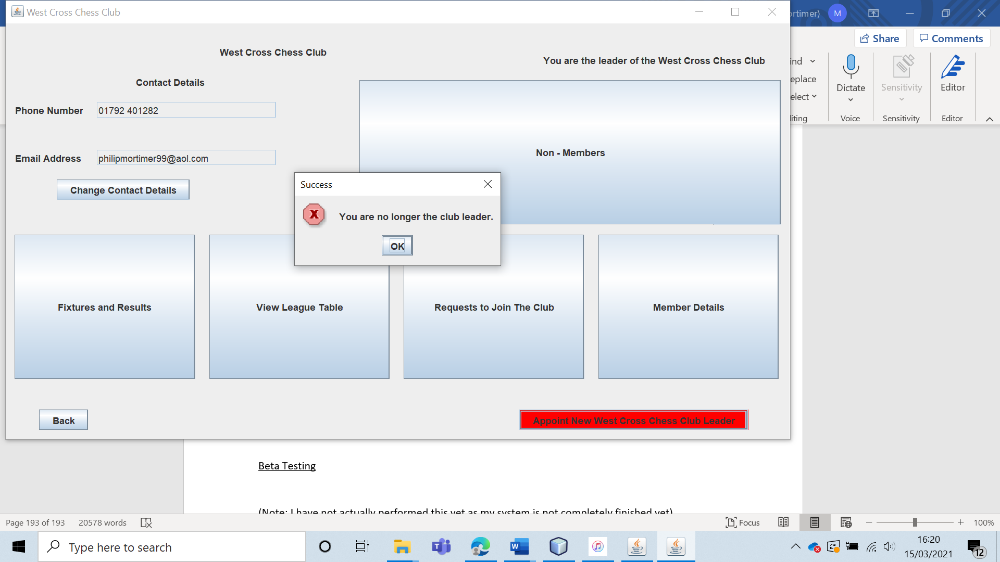 West Cross Chess Club
ortimer)
M
Share
Comments
West Cross Chess Club
You are the leader of the West Cross Chess Club
ind
eplace
elect
iting
Dictate
Voice
Sensitivity
Sensitivity
Editor
Editor
Contact Details
Phone Number
01792 401282
Email Address
philipmortimer99@aol.com
Change Contact Details
Non - Members
Success
X
You are no longer the club leader.
OK
Fixtures and Results
View League Table
Requests to Join The Club
Member Details
Back
Appoint New West Cross Chess Club Leader
Beta Testing
(Note: I have not actually performed this yet as my system is not completely finished yet)
Page 193 of 193
20578 words
Focus
100%
Type here to search
T
W
16:20
15/03/2021
12